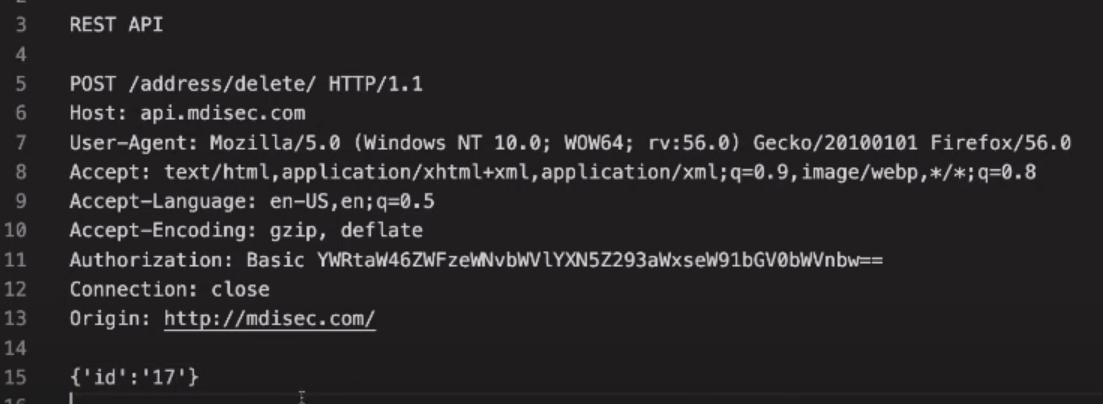 3 REST API
4
5 POST /address/delete/ HTTP/1.1
6 Host: api.mdisec.com
7 User-Agent: Mozilla/5.0 (Windows NT 10.0; WOW64; rv:56.0) Gecko/20100101 Firefox/56.0
8 Accept: text/html,application/xhtml+xml,application/xml;q=0.9,image/webp,*/*;q=0.8
9 Accept-Language: en-US,en;q=0.5
10 Accept-Encoding: gzip, deflate
11 Authorization: Basic YWRtaW46ZWFzeWNvbWVlYXN5Z293aWxseW91bGV0bWVnbw==
12 Connection: close
13 Origin: http://mdisec.com/
14
15 {'id':'17'}